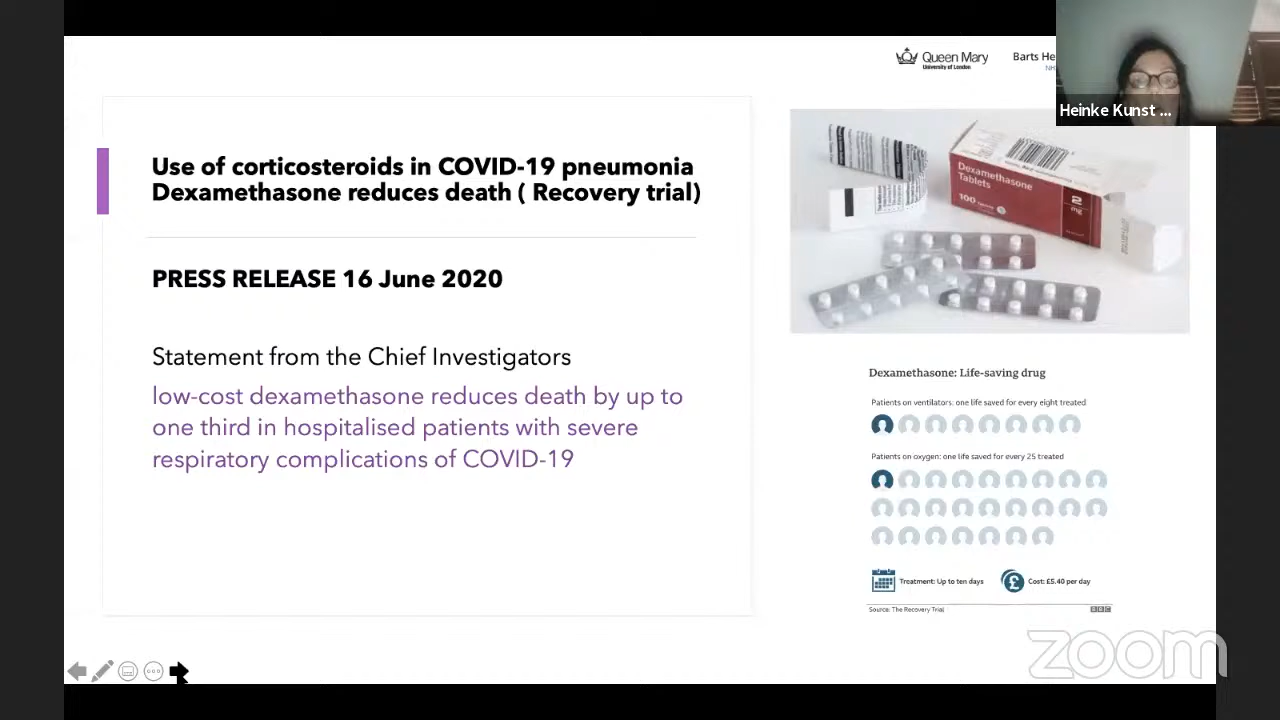 Queen Mary
University of London
Barts He
NH
Heinke Kunst ...
Use of corticosteroids in COVID-19 pneumonia
Dexamethasone reduces death ( Recovery trial)
PRESS RELEASE 16 June 2020
Statement from the Chief Investigators
low-cost dexamethasone reduces death by up to
one third in hospitalised patients with severe
respiratory complications of COVID-19
Dexamethasone
Tablets
100
2
mg
Dexamethasone: Life-saving drug
Patients on ventilators: one life saved for every eight treated
Patients on oxygen: one life saved for every 25 treated
Treatment: Up to ten days
Cost: £5.40 per day
Source: The Recovery Trial
BBC
zoom